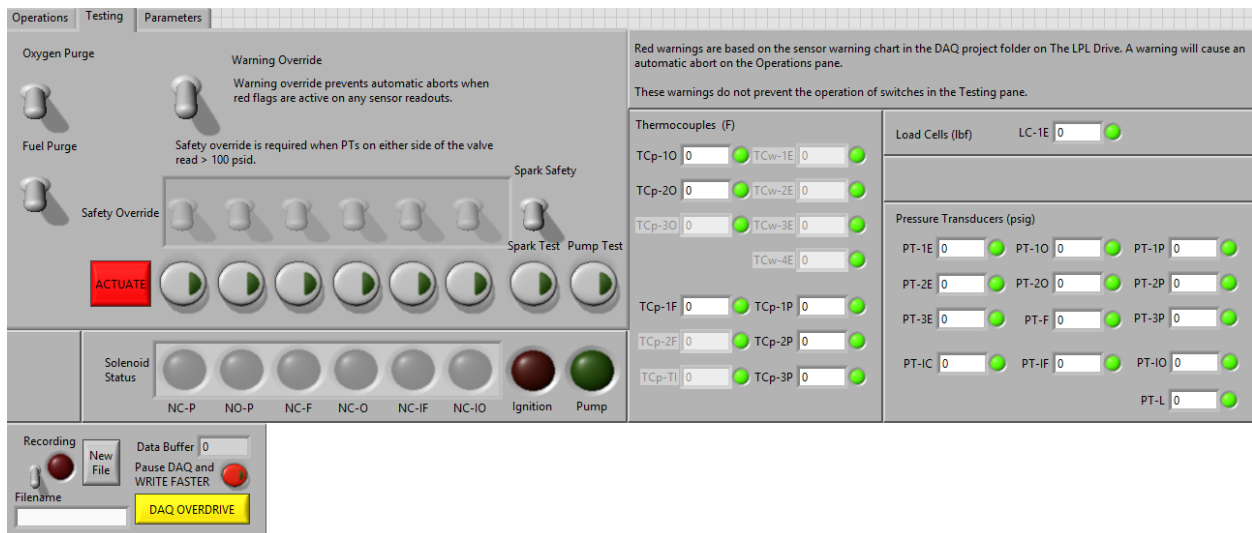 Operations Testing Parameters
Oxygen Purge
Warning Override
Warning override prevents automatic aborts when
red flags are active on any sensor readouts.
Fuel Purge
Safety override is required when PTs on either side of the valve
read > 100 psid.
Spark Safety
Safety Override
Spark Test Pump Test
ACTUATE
Solenoid
Status
NC-P NO-P NC-F NC-O NC-IF NC-IO Ignition Pump
Red warnings are based on the sensor warning chart in the DAQ project folder on The LPL Drive. A warning will cause an
automatic abort on the Operations pane.
These warnings do not prevent the operation of switches in the Testing pane.
Thermocouples (F)
TCp-1O 0 TCw-1E 0
TCp-2O 0 TCw-2E 0
TCp-3O 0 TCw-3E 0
TCw-4E 0
TCp-1F 0 TCp-1P 0
TCp-2F 0 TCp-2P 0
TCp-TI 0 TCp-3P 0
Load Cells (lbf) LC-1E 0
Pressure Transducers (psig)
PT-1E 0 PT-1O 0 PT-1P 0
PT-2E 0 PT-2O 0 PT-2P 0
PT-3E 0 PT-F 0 PT-3P 0
PT-IC 0 PT-IF 0 PT-IO 0
PT-L 0
Recording
New
File
Data Buffer 0
Pause DAQ and
WRITE FASTER
Filename
DAQ OVERDRIVE